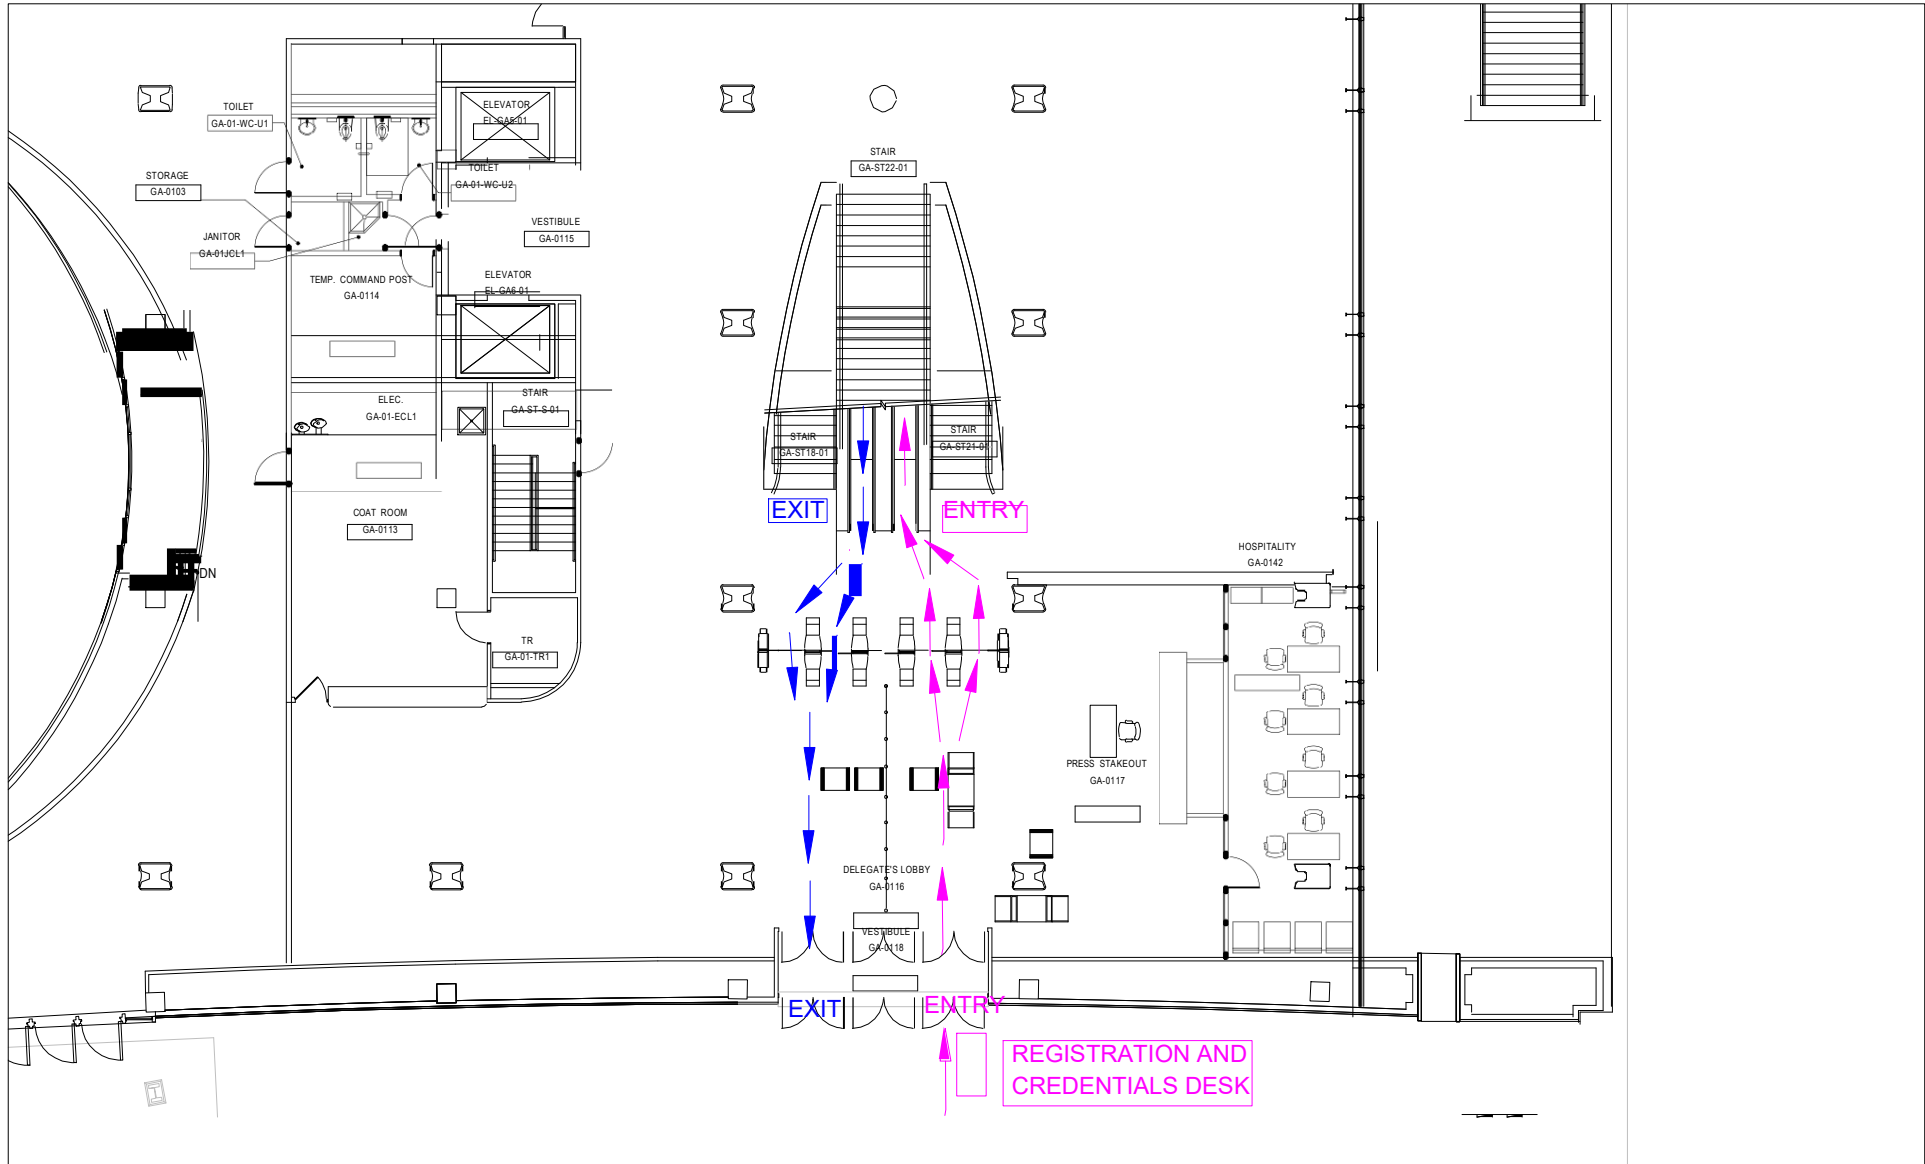 TOILET
GA-01-WC-U1
ELEVATOR
EL-GA5-01
STAIR
GA-ST22-01
STORAGE
GA-0103
TOILET
GA-01-WC-U2
VESTIBULE
GA-0115
JANITOR
GA-01JCL1
TEMP. COMMAND POST
GA-0114
ELEVATOR
EL-GA6-01
ELEC.
GA-01-ECL1
STAIR
GA-ST-S-01
STAIR
GA-ST18-01
STAIR
GA-ST21-01
EXIT
ENTRY
COAT ROOM
GA-0113
DN
HOSPITALITY
GA-0142
TR
GA-01-TR1
PRESS STAKEOUT
GA-0117
DELEGATE'S LOBBY
GA-0116
VESTIBULE
GA-0118
EXIT
ENTRY
REGISTRATION AND
CREDENTIALS DESK